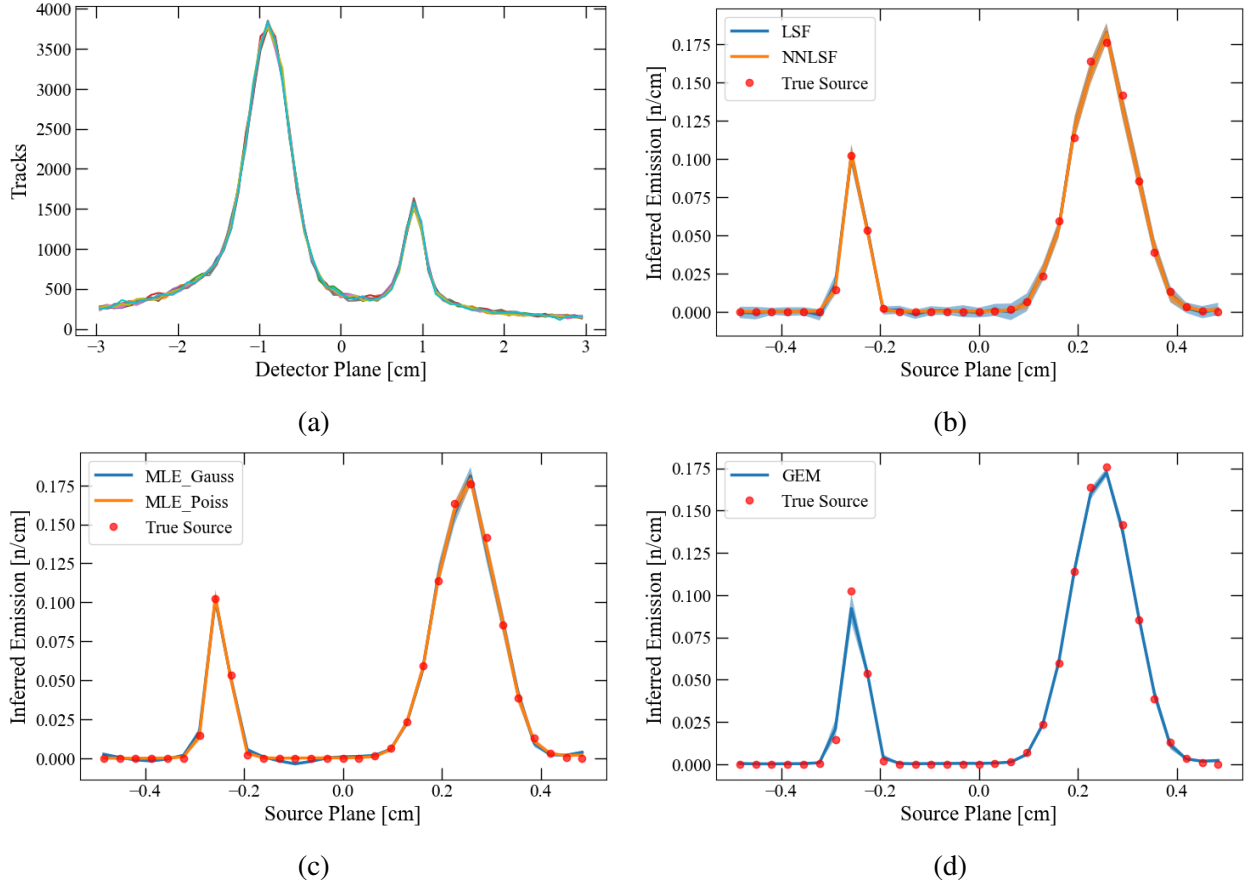 4000
3500
3000
2500
2000
1500
1000
500
0
Tracks
−3
−2
−1
0
1
2
3
Detector Plane [cm]
(a)
0.175
0.150
0.125
0.100
0.075
0.050
0.025
0.000
Inferred Emission [n/cm]
LSF
NNLSF
True Source
−0.4
−0.2
0.0
0.2
0.4
Source Plane [cm]
(b)
0.175
0.150
0.125
0.100
0.075
0.050
0.025
0.000
Inferred Emission [n/cm]
MLE_Gauss
MLE_Poiss
True Source
−0.4
−0.2
0.0
0.2
0.4
Source Plane [cm]
(c)
0.175
0.150
0.125
0.100
0.075
0.050
0.025
0.000
Inferred Emission [n/cm]
GEM
True Source
−0.4
−0.2
0.0
0.2
0.4
Source Plane [cm]
(d)